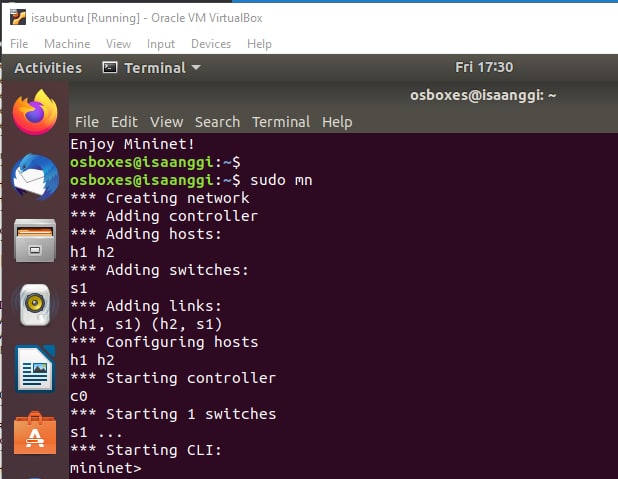 isaubuntu [Running] - Oracle VM VirtualBox
File Machine View Input Devices Help
Activities Terminal Fri 17:30
osboxes@isaanggi: ~
File Edit View Search Terminal Help
Enjoy Mininet!
osboxes@isaanggi:~$
osboxes@isaanggi:~$ sudo mn
*** Creating network
*** Adding controller
*** Adding hosts:
h1 h2
*** Adding switches:
s1
*** Adding links:
(h1, s1) (h2, s1)
*** Configuring hosts
h1 h2
*** Starting controller
c0
*** Starting 1 switches
s1 ...
*** Starting CLI:
mininet>